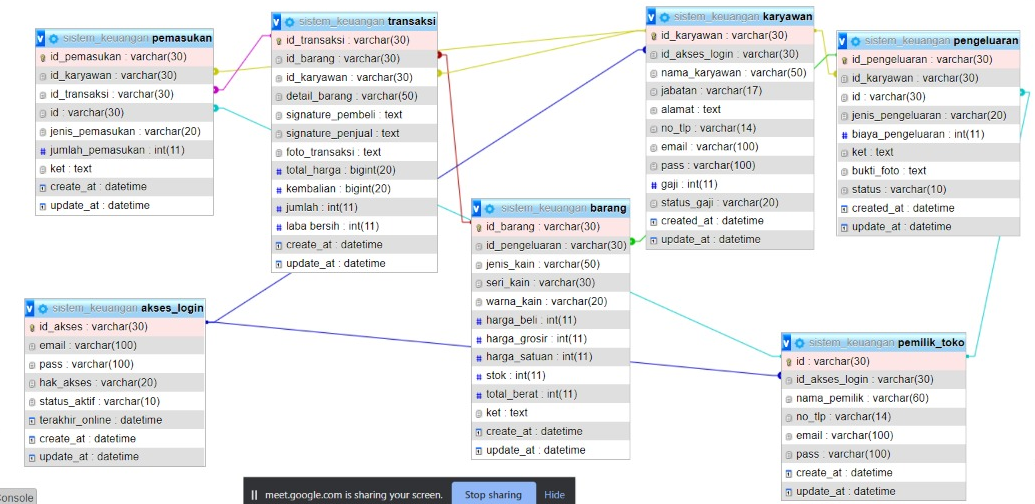 sistem_keuangan pemasukan
id_pemasukan : varchar(30)
id_karyawan : varchar(30)
id_transaksi : varchar(30)
id : varchar(30)
jenis_pemasukan : varchar(20)
# jumlah_pemasukan : int(11)
ket : text
create_at : datetime
update_at : datetime
sistem_keuangan transaksi
id_transaksi : varchar(30)
id_barang : varchar(30)
id_karyawan : varchar(30)
detail_barang : varchar(50)
signature_pembeli : text
signature_penjual : text
foto_transaksi : text
# total_harga : bigint(20)
# kembalian : bigint(20)
# jumlah : int(11)
# laba bersih : int(11)
create_at : datetime
update_at : datetime
sistem_keuangan karyawan
id_karyawan : varchar(30)
id_akses_login : varchar(30)
nama_karyawan : varchar(50)
jabatan : varchar(17)
alamat : text
no_tlp : varchar(14)
email : varchar(100)
pass : varchar(100)
# gaji : int(11)
status_gaji : varchar(20)
created_at : datetime
update_at : datetime
sistem_keuangan pengeluaran
id_pengeluaran : varchar(30)
id_karyawan : varchar(30)
id : varchar(30)
jenis_pengeluaran : varchar(20)
# biaya_pengeluaran : int(11)
ket : text
bukti_foto : text
status : varchar(10)
created_at : datetime
update_at : datetime
sistem_keuangan barang
id_barang : varchar(30)
id_pengeluaran : varchar(30)
jenis_kain : varchar(50)
seri_kain : varchar(30)
warna_kain : varchar(20)
# harga_beli : int(11)
# harga_grosir : int(11)
# harga_satuan : int(11)
# stok : int(11)
# total_berat : int(11)
ket : text
create_at : datetime
update_at : datetime
sistem_keuangan akses_login
id_akses : varchar(30)
email : varchar(100)
pass : varchar(100)
hak_akses : varchar(20)
status_aktif : varchar(10)
terakhir_online : datetime
create_at : datetime
update_at : datetime
sistem_keuangan pemilik_toko
id : varchar(30)
id_akses_login : varchar(30)
nama_pemilik : varchar(60)
no_tlp : varchar(14)
email : varchar(100)
pass : varchar(100)
create_at : datetime
update_at : datetime
Console
meet.google.com is sharing your screen.
Stop sharing
Hide